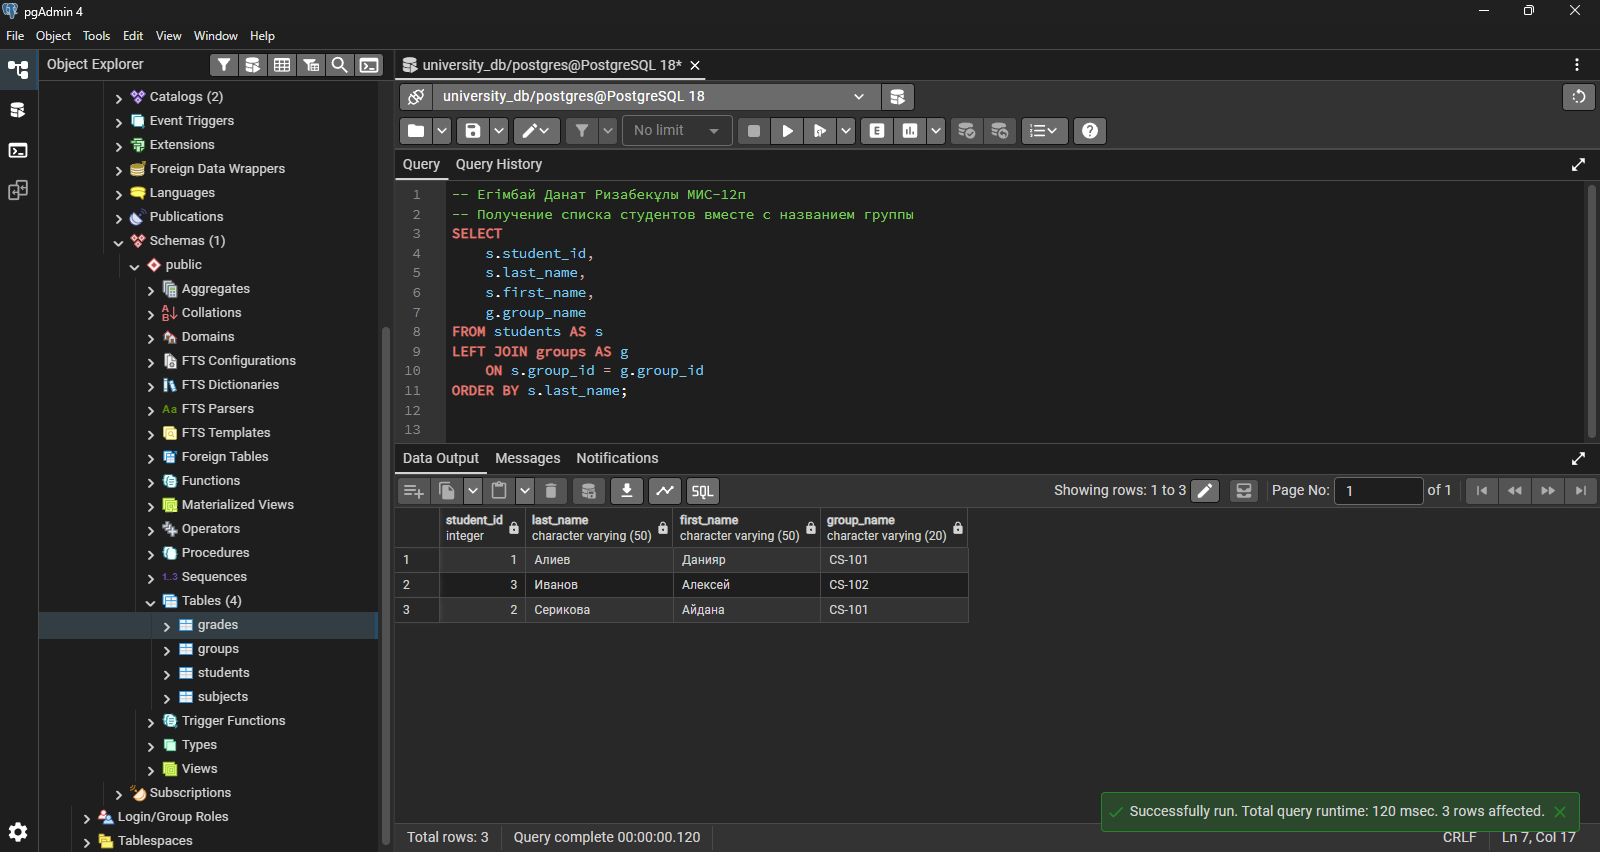 pgAdmin 4
File Object Tools Edit View Window Help
Object Explorer
Catalogs (2)
Event Triggers
Extensions
Foreign Data Wrappers
Languages
Publications
Schemas (1)
public
Aggregates
Collations
Domains
FTS Configurations
FTS Dictionaries
FTS Parsers
FTS Templates
Foreign Tables
Functions
Materialized Views
Operators
Procedures
1..3 Sequences
Tables (4)
grades
groups
students
subjects
Trigger Functions
Types
Views
Subscriptions
Login/Group Roles
Tablespaces
university_db/postgres@PostgreSQL 18*
university_db/postgres@PostgreSQL 18
No limit
Query Query History
1 -- Егімбай Данат Ризабекұлы МИС-12п
2 -- Получение списка студентов вместе с названием группы
3 SELECT
4 s.student_id,
5 s.last_name,
6 s.first_name,
7 g.group_name
8 FROM students AS s
9 LEFT JOIN groups AS g
10 ON s.group_id = g.group_id
11 ORDER BY s.last_name;
12
13
Data Output Messages Notifications
SQL
Showing rows: 1 to 3 Page No: 1 of 1
student_id last_name first_name group_name
integer character varying (50) character varying (50) character varying (20)
1 1 Алиев Данияр CS-101
2 3 Иванов Алексей CS-102
3 2 Серикова Айдана CS-101
Successfully run. Total query runtime: 120 msec. 3 rows affected.
Total rows: 3 Query complete 00:00:00.120 CRLF Ln 7, Col 17